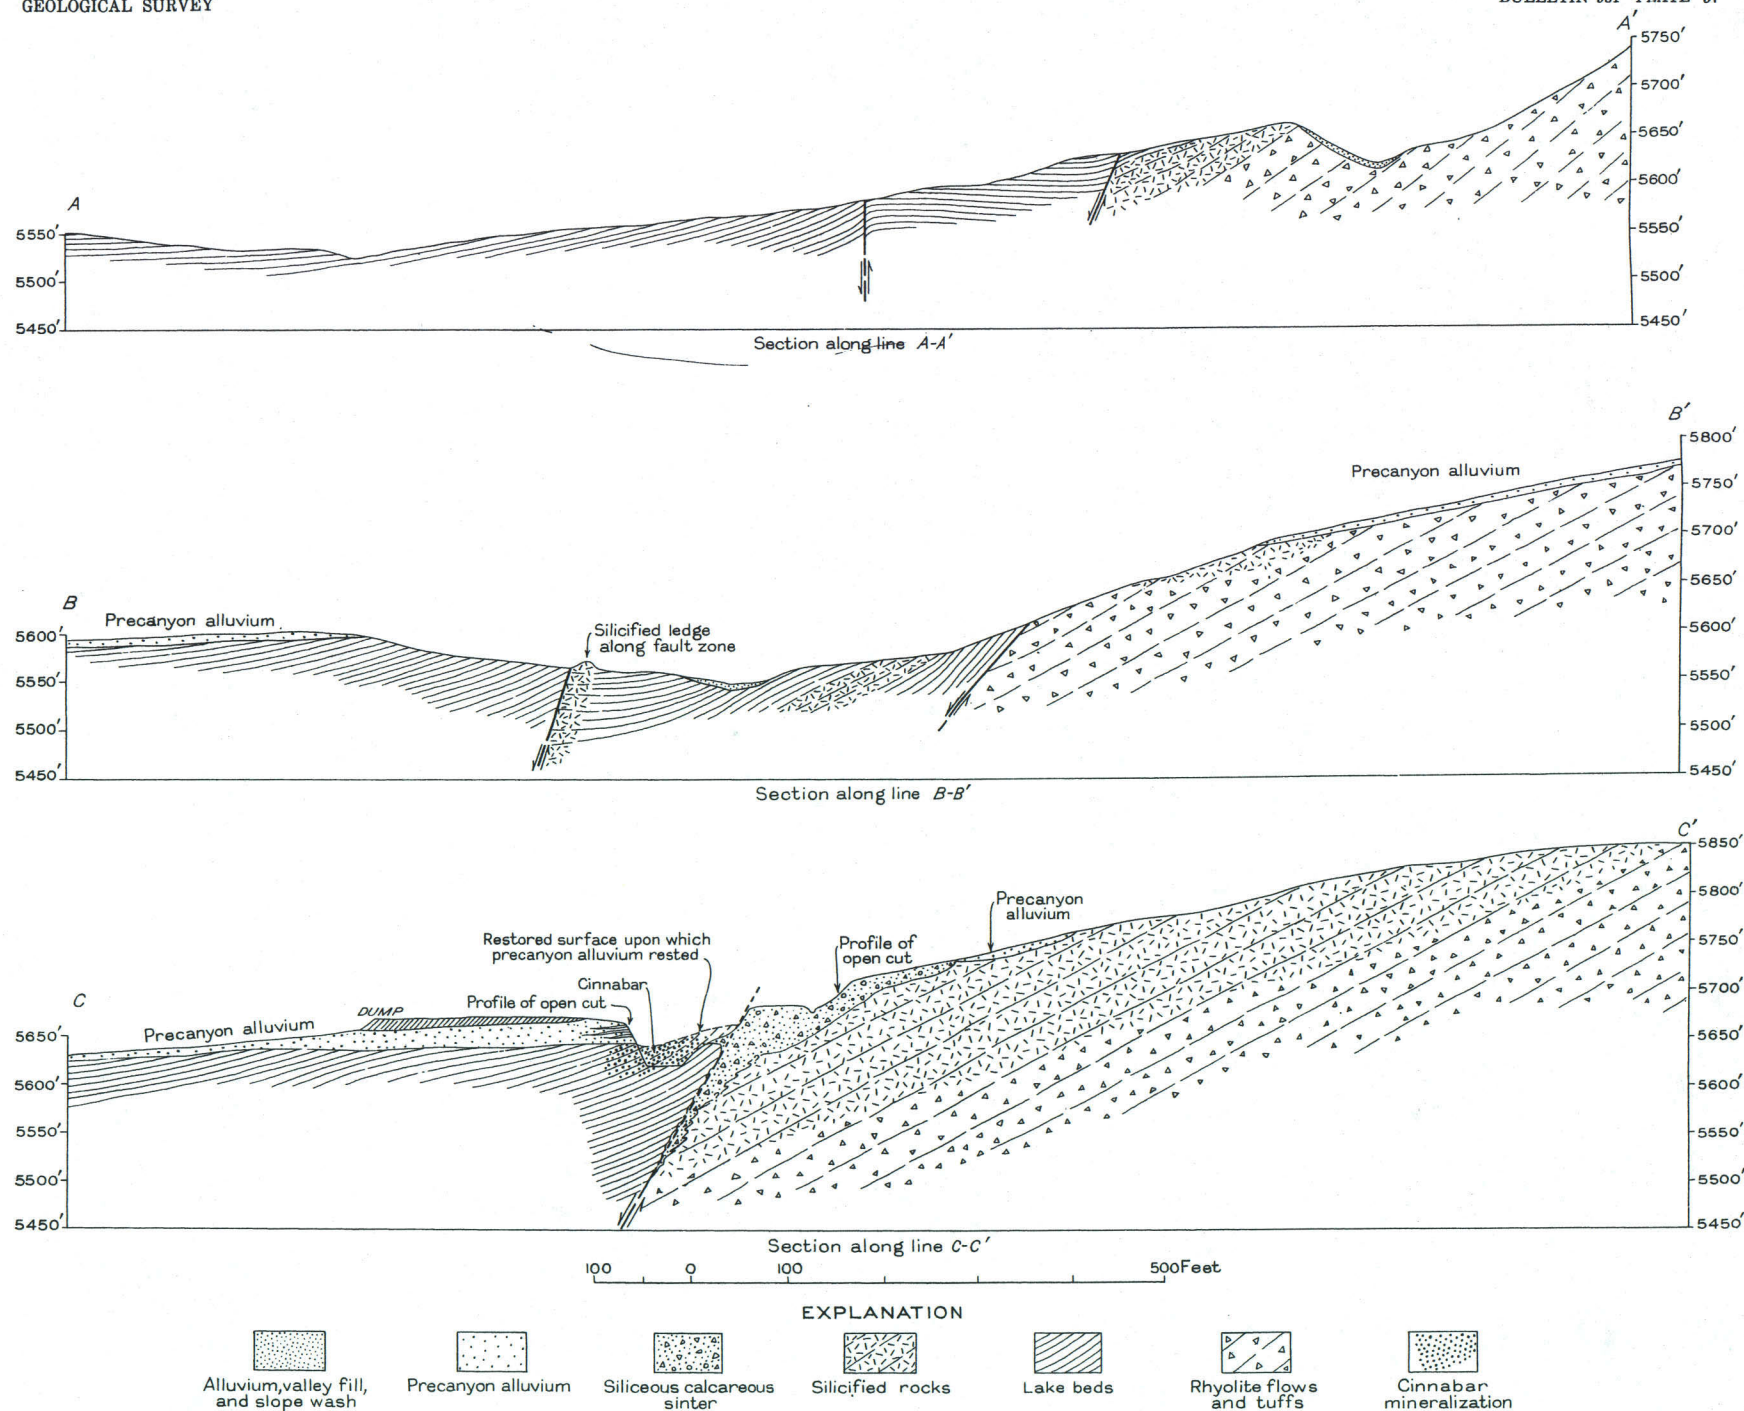 GEOLOGICAL SURVEY
A'
5750'
5700'
5650'
5600'
5550'
5500'
5450'
A
5550'
5500'
5450'
Section along line A-A'
B'
5800'
5750'
5700'
5650'
5600'
5550'
5500'
5450'
Precanyon alluvium
B
Precanyon alluvium
5600'
5550'
5500'
5450'
Silicified ledge
along fault zone
Section along line B-B'
C'
5850'
5800'
5750'
5700'
5650'
5600'
5550'
5500'
5450'
Precanyon
alluvium
Profile of
open cut
Restored surface upon which
precanyon alluvium rested
Cinnabar
Profile of open cut
C
DUMP
Precanyon alluvium
5650'
5600'
5550'
5500'
5450'
Section along line C-C'
100 0 100 500 Feet
EXPLANATION
Alluvium, valley fill,
and slope wash
Precanyon alluvium
Siliceous calcareous
sinter
Silicified rocks
Lake beds
Rhyolite flows
and tuffs
Cinnabar
mineralization